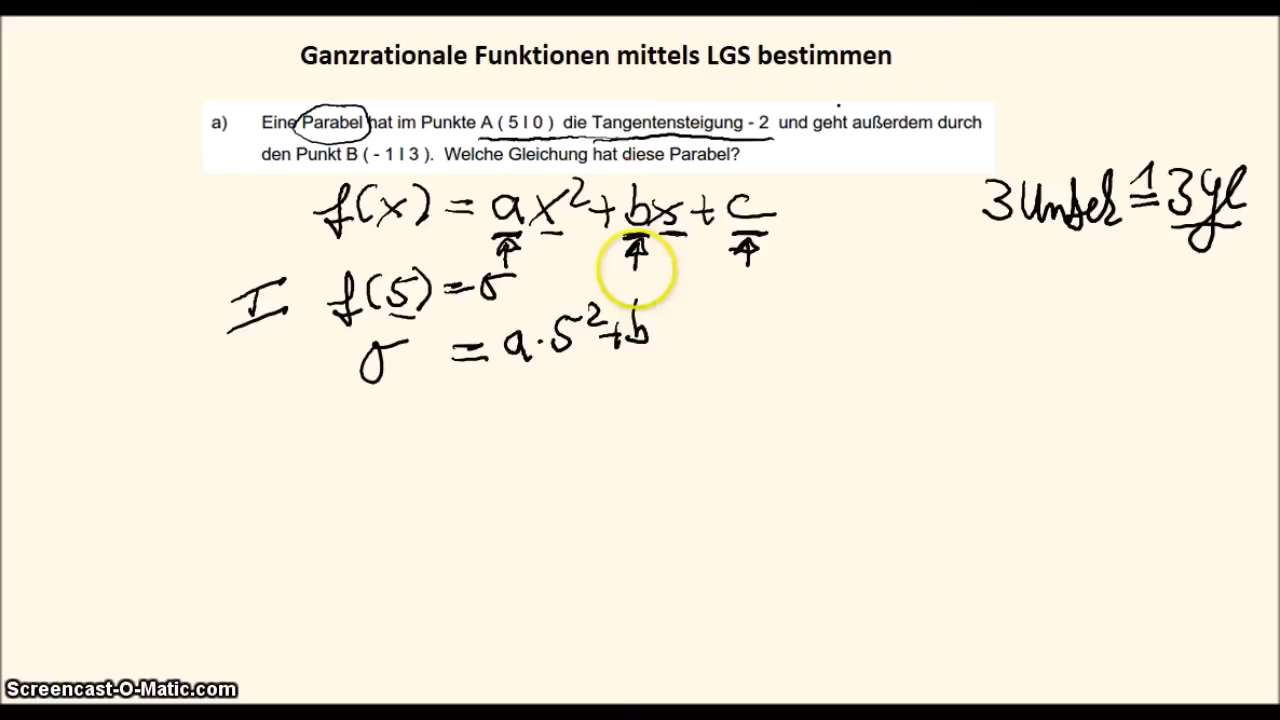 Ganzrationale Funktionen mittels LGS bestimmen
a) Eine Parabel hat im Punkte A ( 5 I 0 ) die Tangentensteigung - 2 und geht außerdem durch
den Punkt B ( - 1 I 3 ). Welche Gleichung hat diese Parabel?
f(x) = ax²+bx+c
3 Unbek ≙ 3 Gl
I f(5)=0
0 = a·5²+b
Screencast-O-Matic.com